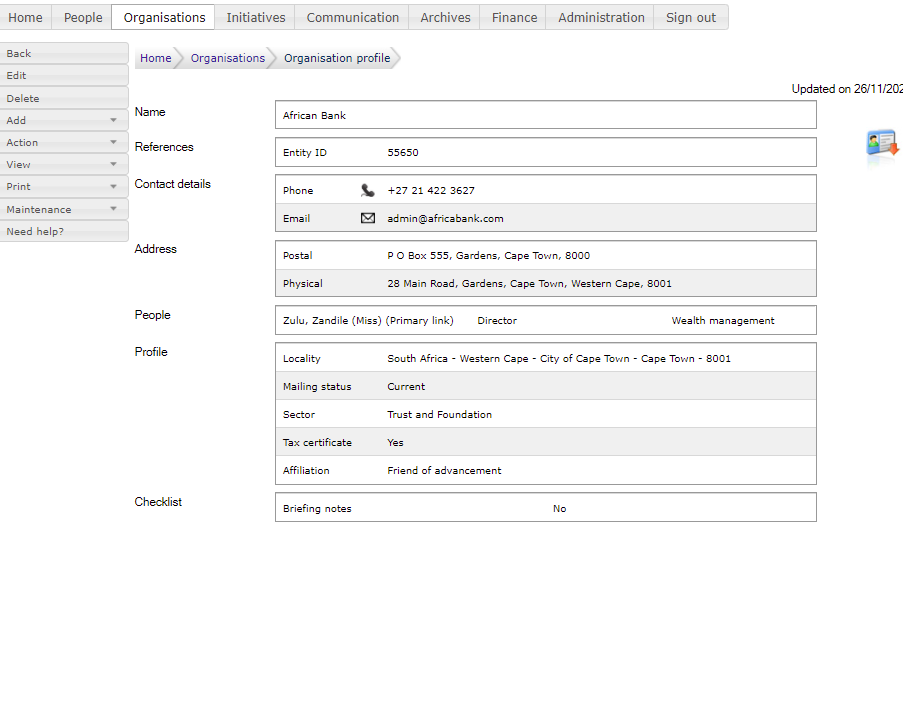 Home People Organisations Initiatives Communication Archives Finance Administration Sign out
Back
Edit
Delete
Add
Action
View
Print
Maintenance
Need help?
Home Organisations Organisation profile
Updated on 26/11/202
Name African Bank
References Entity ID 55650
Contact details Phone +27 21 422 3627
Email admin@africabank.com
Address Postal P O Box 555, Gardens, Cape Town, 8000
Physical 28 Main Road, Gardens, Cape Town, Western Cape, 8001
People Zulu, Zandile (Miss) (Primary link) Director Wealth management
Profile Locality South Africa - Western Cape - City of Cape Town - Cape Town - 8001
Mailing status Current
Sector Trust and Foundation
Tax certificate Yes
Affiliation Friend of advancement
Checklist Briefing notes No